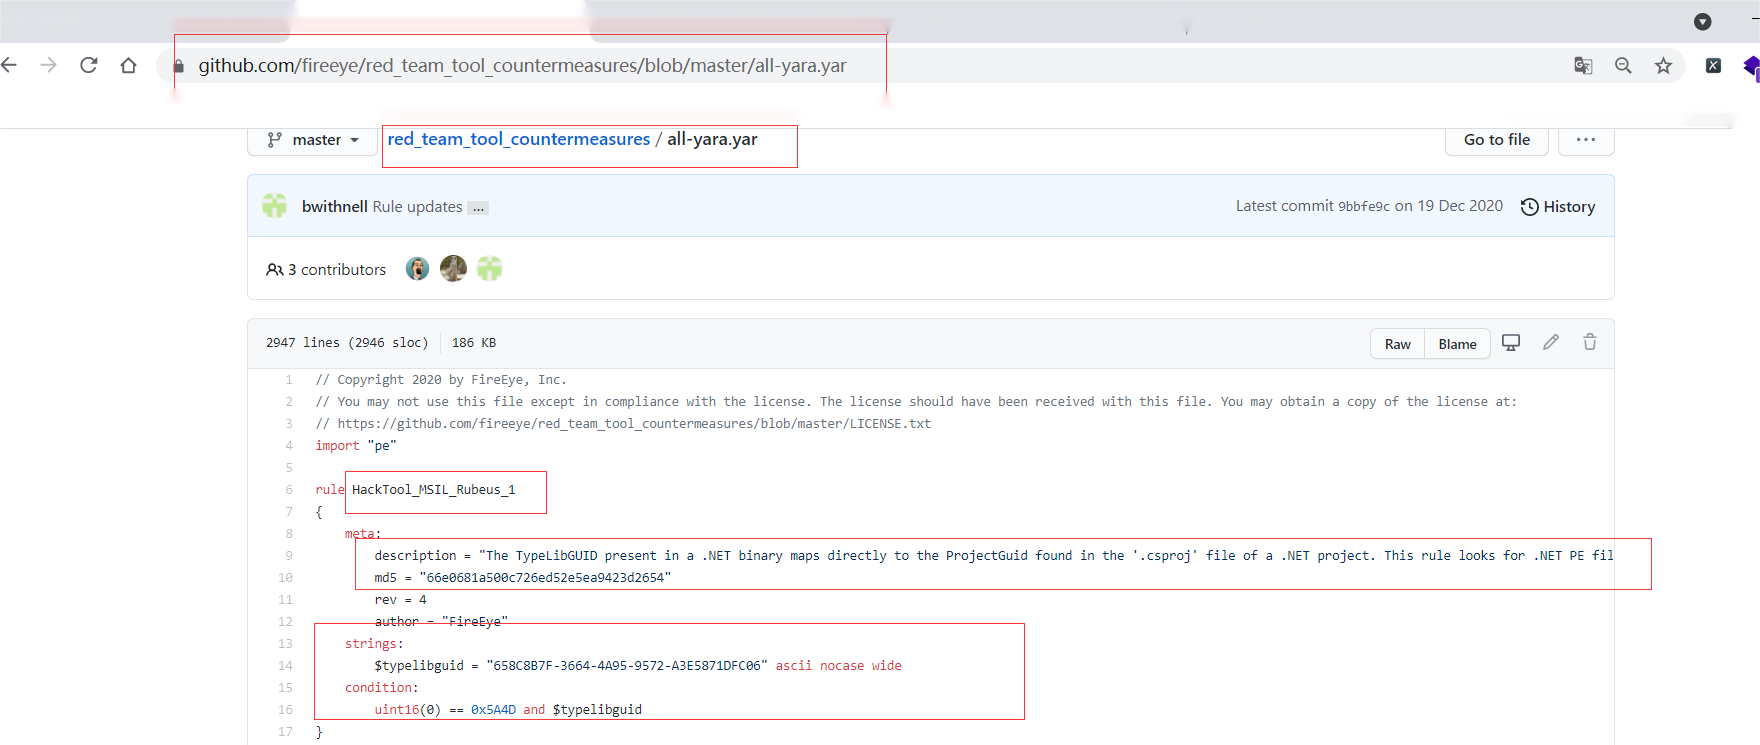 github.com/fireeye/red_team_tool_countermeasures/blob/master/all-yara.yar
master red_team_tool_countermeasures / all-yara.yar Go to file ...
bwithnell Rule updates ... Latest commit 9bbfe9c on 19 Dec 2020 History
3 contributors
2947 lines (2946 sloc) 186 KB Raw Blame
1 // Copyright 2020 by FireEye, Inc.
2 // You may not use this file except in compliance with the license. The license should have been received with this file. You may obtain a copy of the license at:
3 // https://github.com/fireeye/red_team_tool_countermeasures/blob/master/LICENSE.txt
4 import "pe"
5
6 rule HackTool_MSIL_Rubeus_1
7 {
8 meta:
9 description = "The TypeLibGUID present in a .NET binary maps directly to the ProjectGuid found in the '.csproj' file of a .NET project. This rule looks for .NET PE fil
10 md5 = "66e0681a500c726ed52e5ea9423d2654"
11 rev = 4
12 author = "FireEye"
13 strings:
14 $typelibguid = "658C8B7F-3664-4A95-9572-A3E5871DFC06" ascii nocase wide
15 condition:
16 uint16(0) == 0x5A4D and $typelibguid
17 }